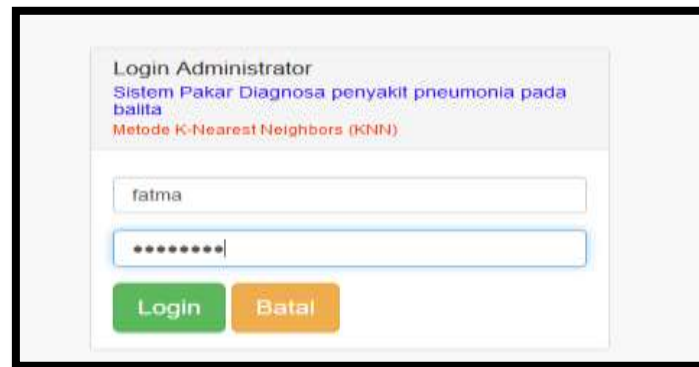 Login Administrator
Sistem Pakar Diagnosa penyakit pneumonia pada
balita
Metode K-Nearest Neighbors (KNN)
fatma
●●●●●●●●
Login
Batal